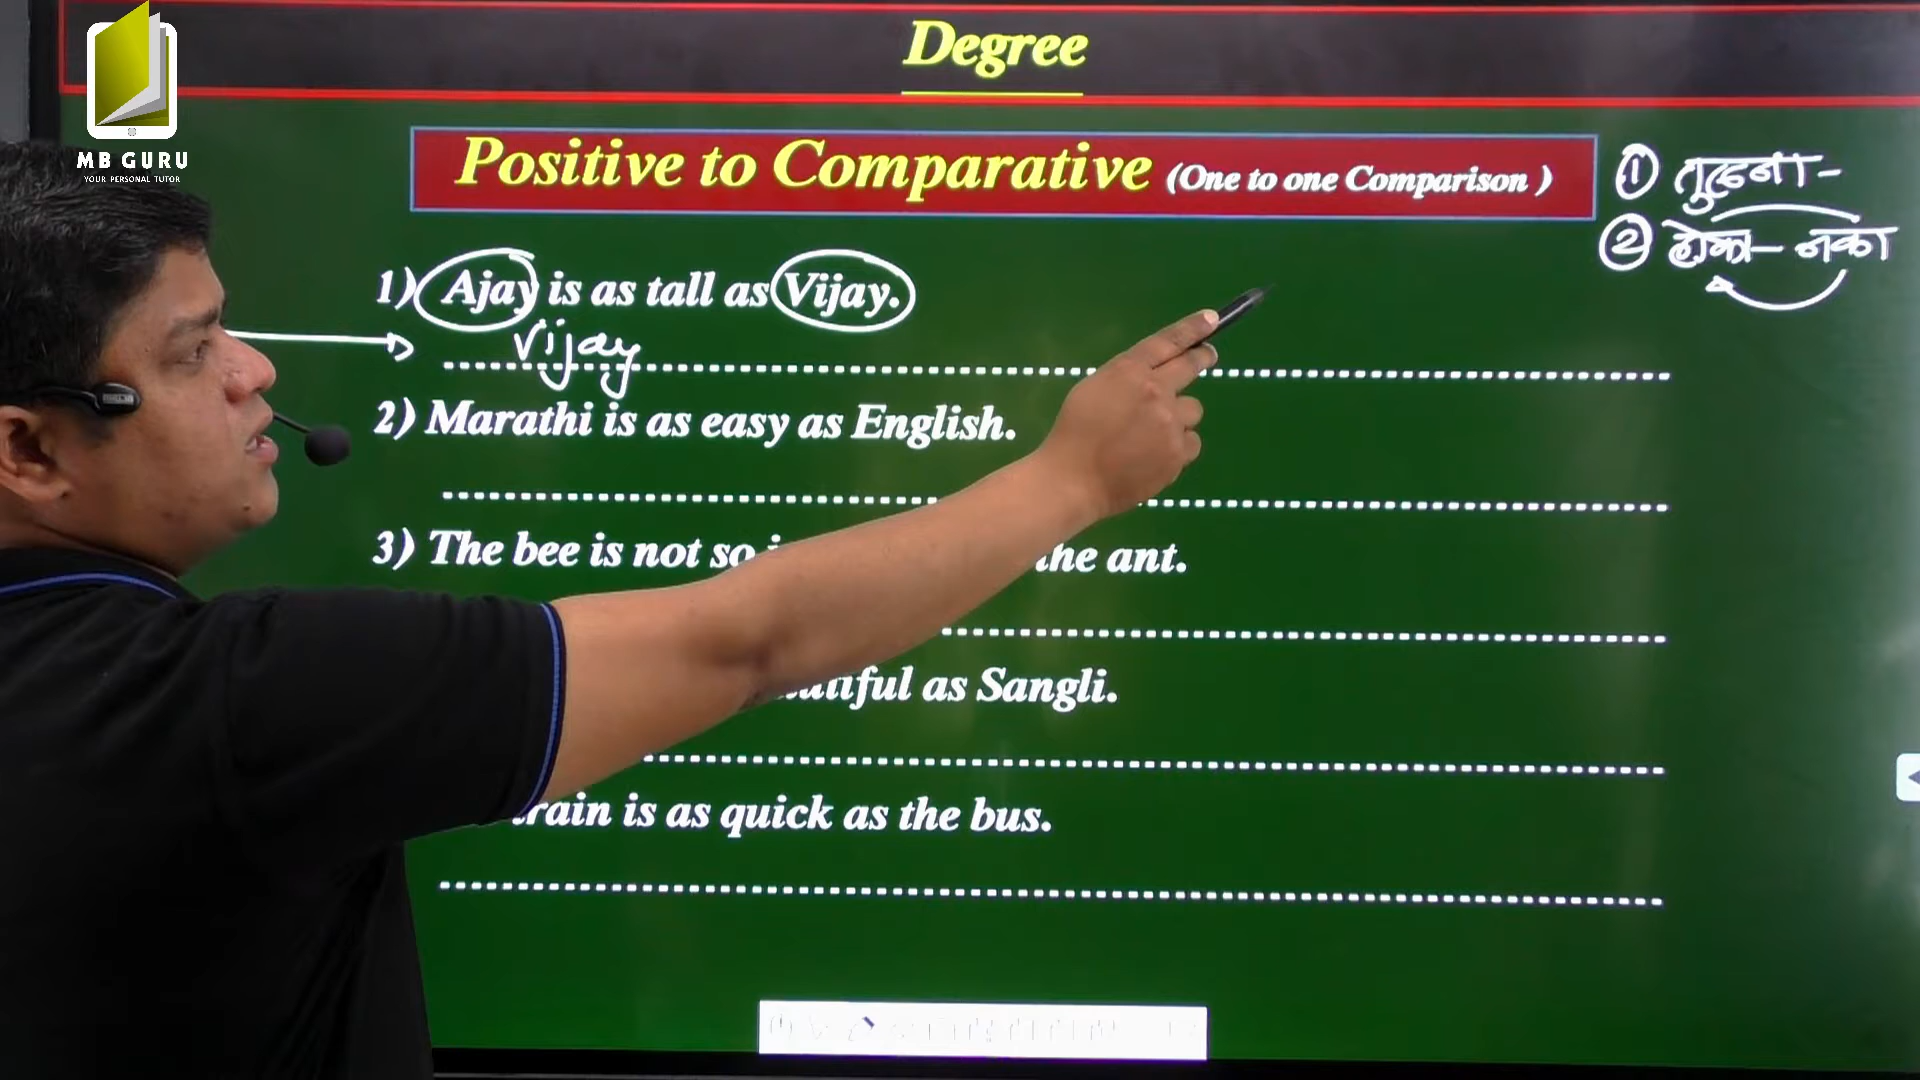 MB GURU
YOUR PERSONAL TUTOR
Degree
Positive to Comparative (One to one Comparison )
① तुलना -
② होका - नका
1) Ajay is as tall as Vijay.
Vijay
2) Marathi is as easy as English.
3) The bee is not so the ant.
as Sangli.
is as quick as the bus.